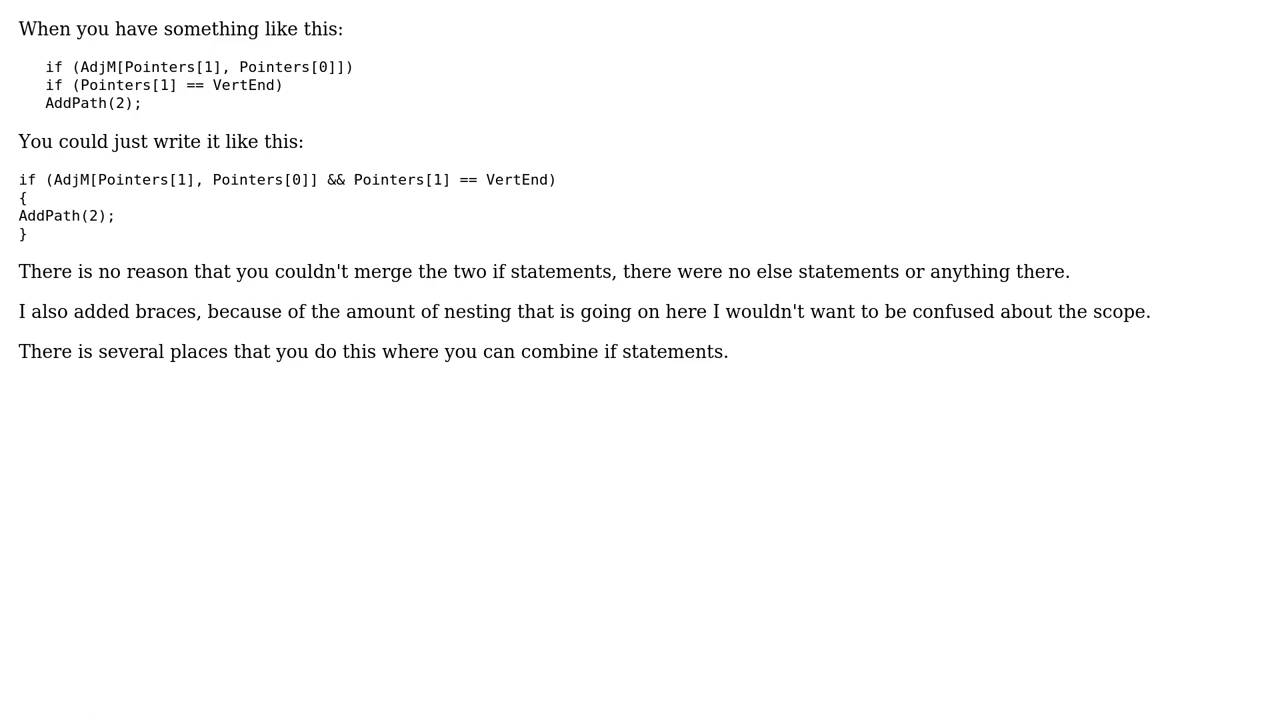 When you have something like this:
if (AdjM[Pointers[1], Pointers[0]])
if (Pointers[1] == VertEnd)
AddPath(2);
You could just write it like this:
if (AdjM[Pointers[1], Pointers[0]] && Pointers[1] == VertEnd)
{
AddPath(2);
}
There is no reason that you couldn't merge the two if statements, there were no else statements or anything there.
I also added braces, because of the amount of nesting that is going on here I wouldn't want to be confused about the scope.
There is several places that you do this where you can combine if statements.